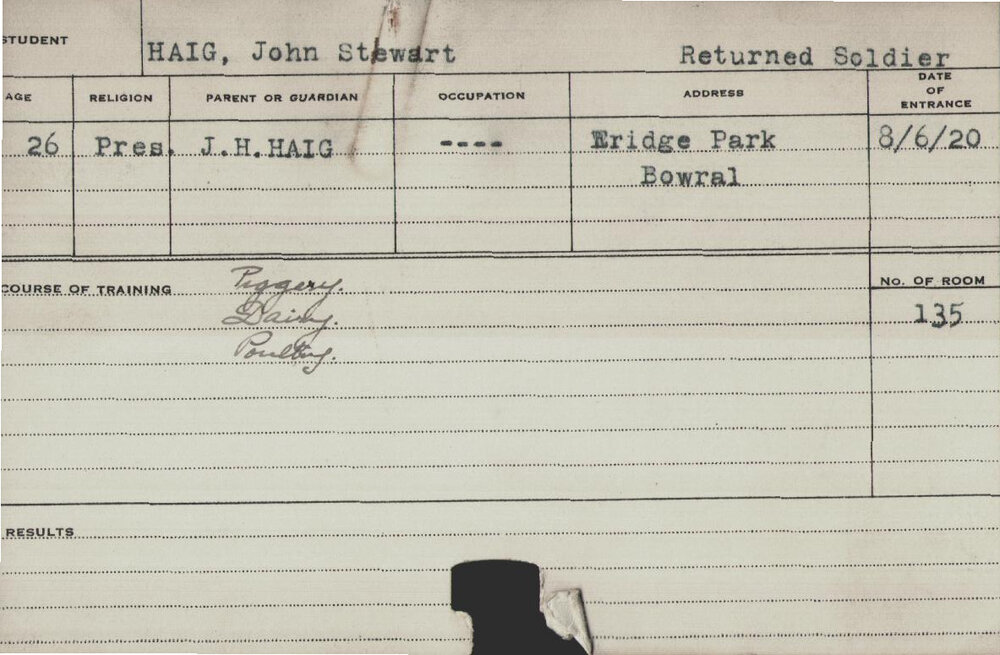 STUDENT HAIG, John Stewart Returned Soldier
AGE RELIGION PARENT OR GUARDIAN OCCUPATION ADDRESS DATE OF ENTRANCE
26 Pres. J.H.HAIG ---- Eridge Park 8/6/20
Bowral
COURSE OF TRAINING Piggery. No. OF ROOM
Dairy. 135
Poultry.
RESULTS